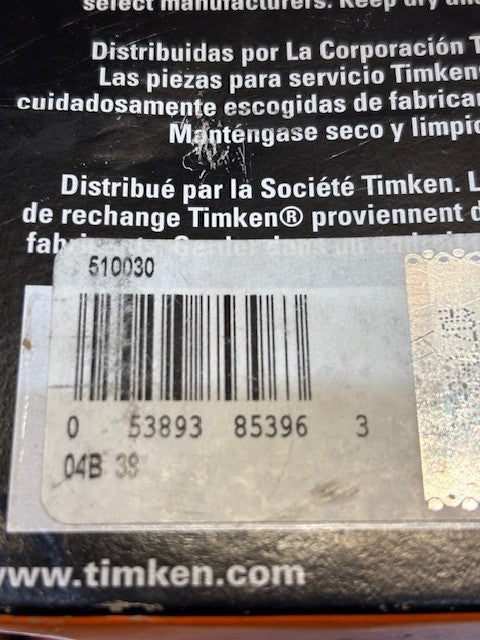 select manufacturers. Keep dry and
Distribuidas por La Corporación T
Las piezas para servicio Timken
cuidadosamente escogidas de fabrica
Manténgase seco y limpio
Distribué par la Société Timken. L
de rechange Timken® proviennent d
510030
0 53893 85396 3
04B 39
www.timken.com